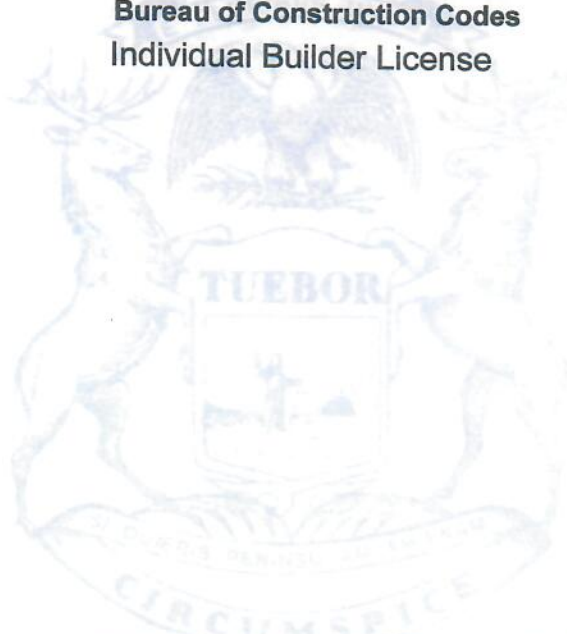 Bureau of Construction Codes
Individual Builder License
TUEBOR
CIRCUMSPICE